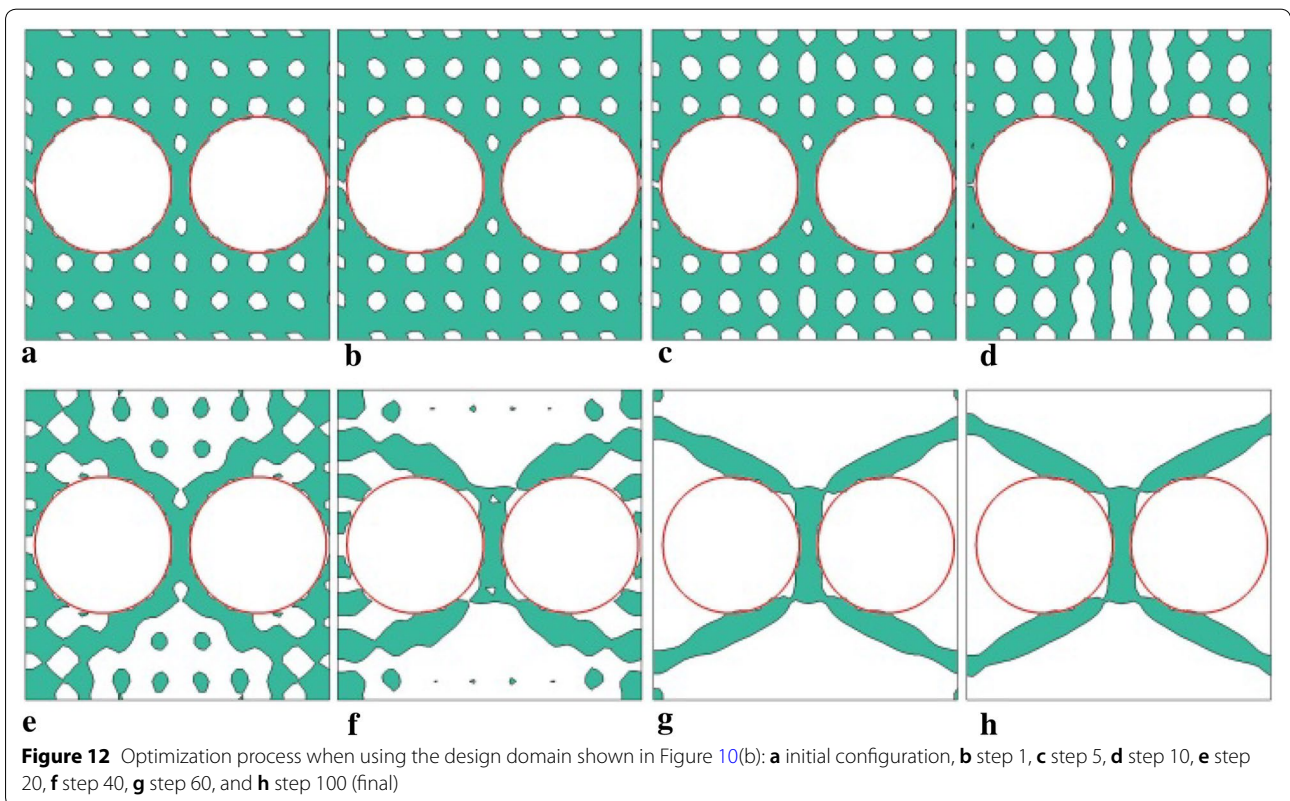 a b c d
e f g h
Figure 12 Optimization process when using the design domain shown in Figure 10(b): a initial configuration, b step 1, c step 5, d step 10, e step
20, f step 40, g step 60, and h step 100 (final)